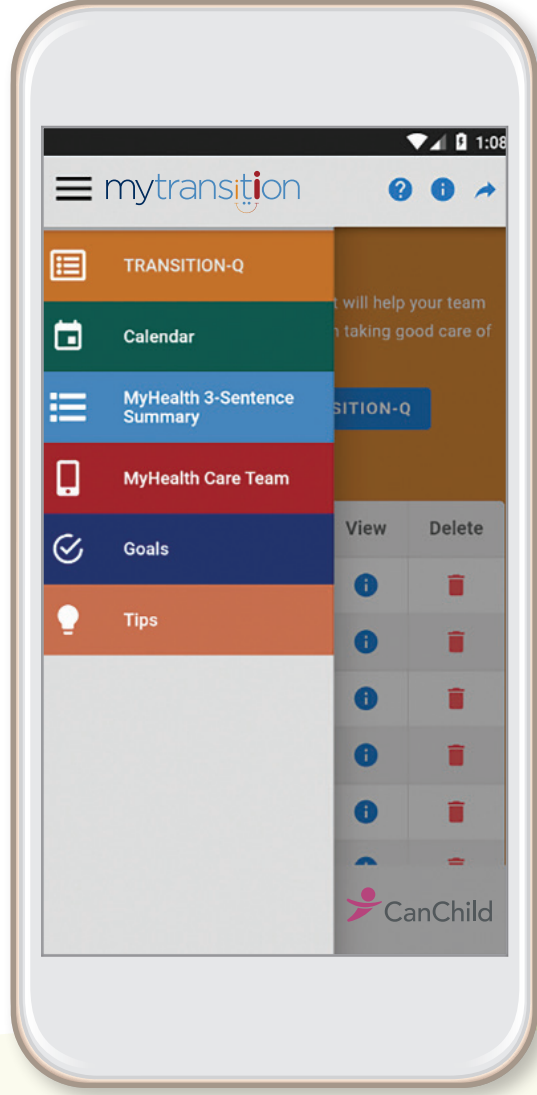 1:08
mytransition
TRANSITION-Q
will help your team
Calendar
taking good care of
MyHealth 3-Sentence
Summary
SITION-Q
MyHealth Care Team
View Delete
Goals
Tips
CanChild